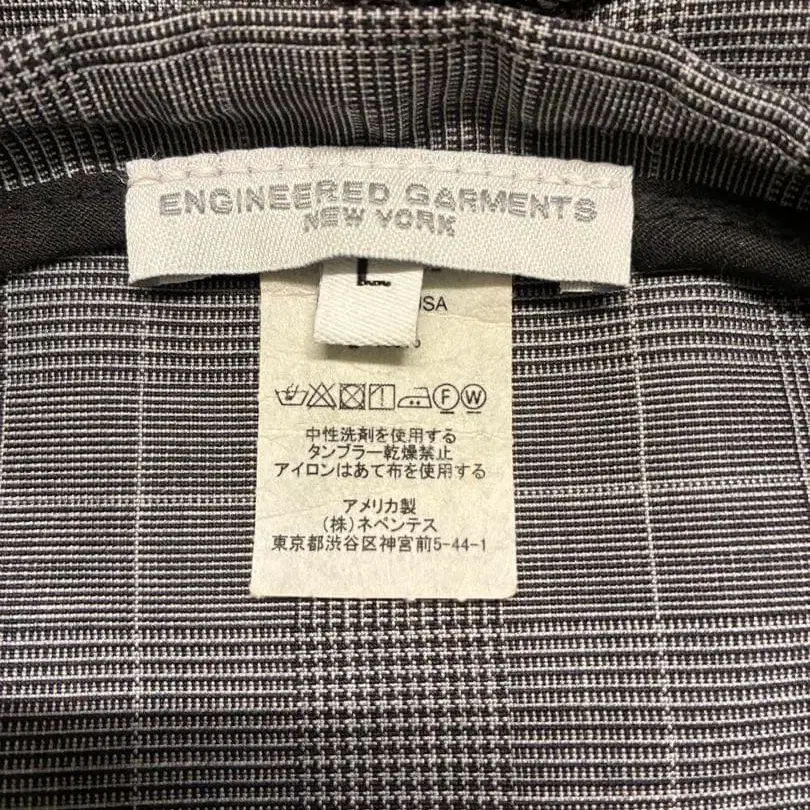 ENGINEERED GARMENTS
NEW YORK
L
USA
F W
中性洗剤を使用する
タンブラー乾燥禁止
アイロンはあて布を使用する
アメリカ製
(株)ネペンテス
東京都渋谷区神宮前5-44-1